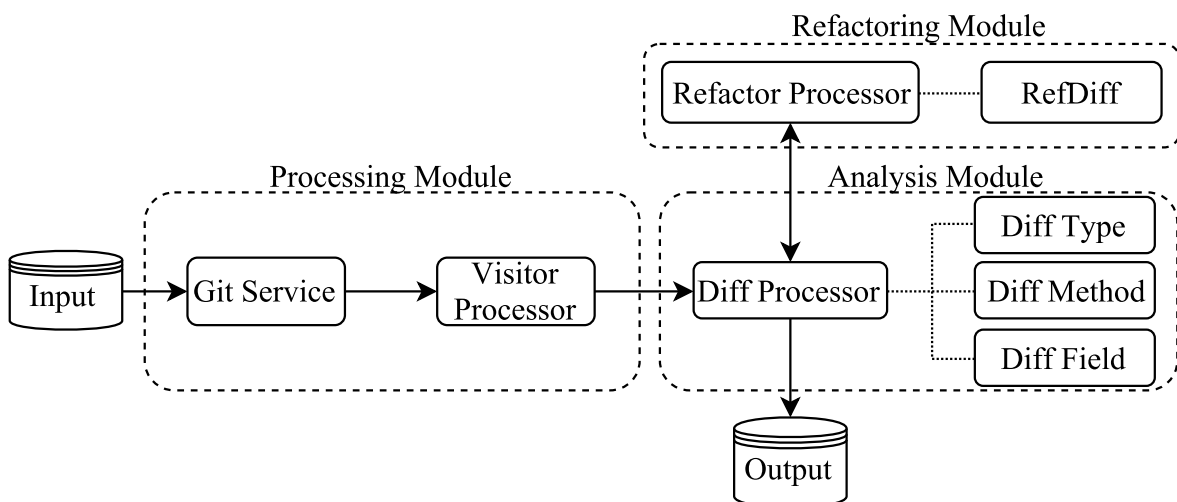 Refactoring Module
Refactor Processor
RefDiff
Processing Module
Analysis Module
Input
Git Service
Visitor
Processor
Diff Processor
Diff Type
Diff Method
Diff Field
Output